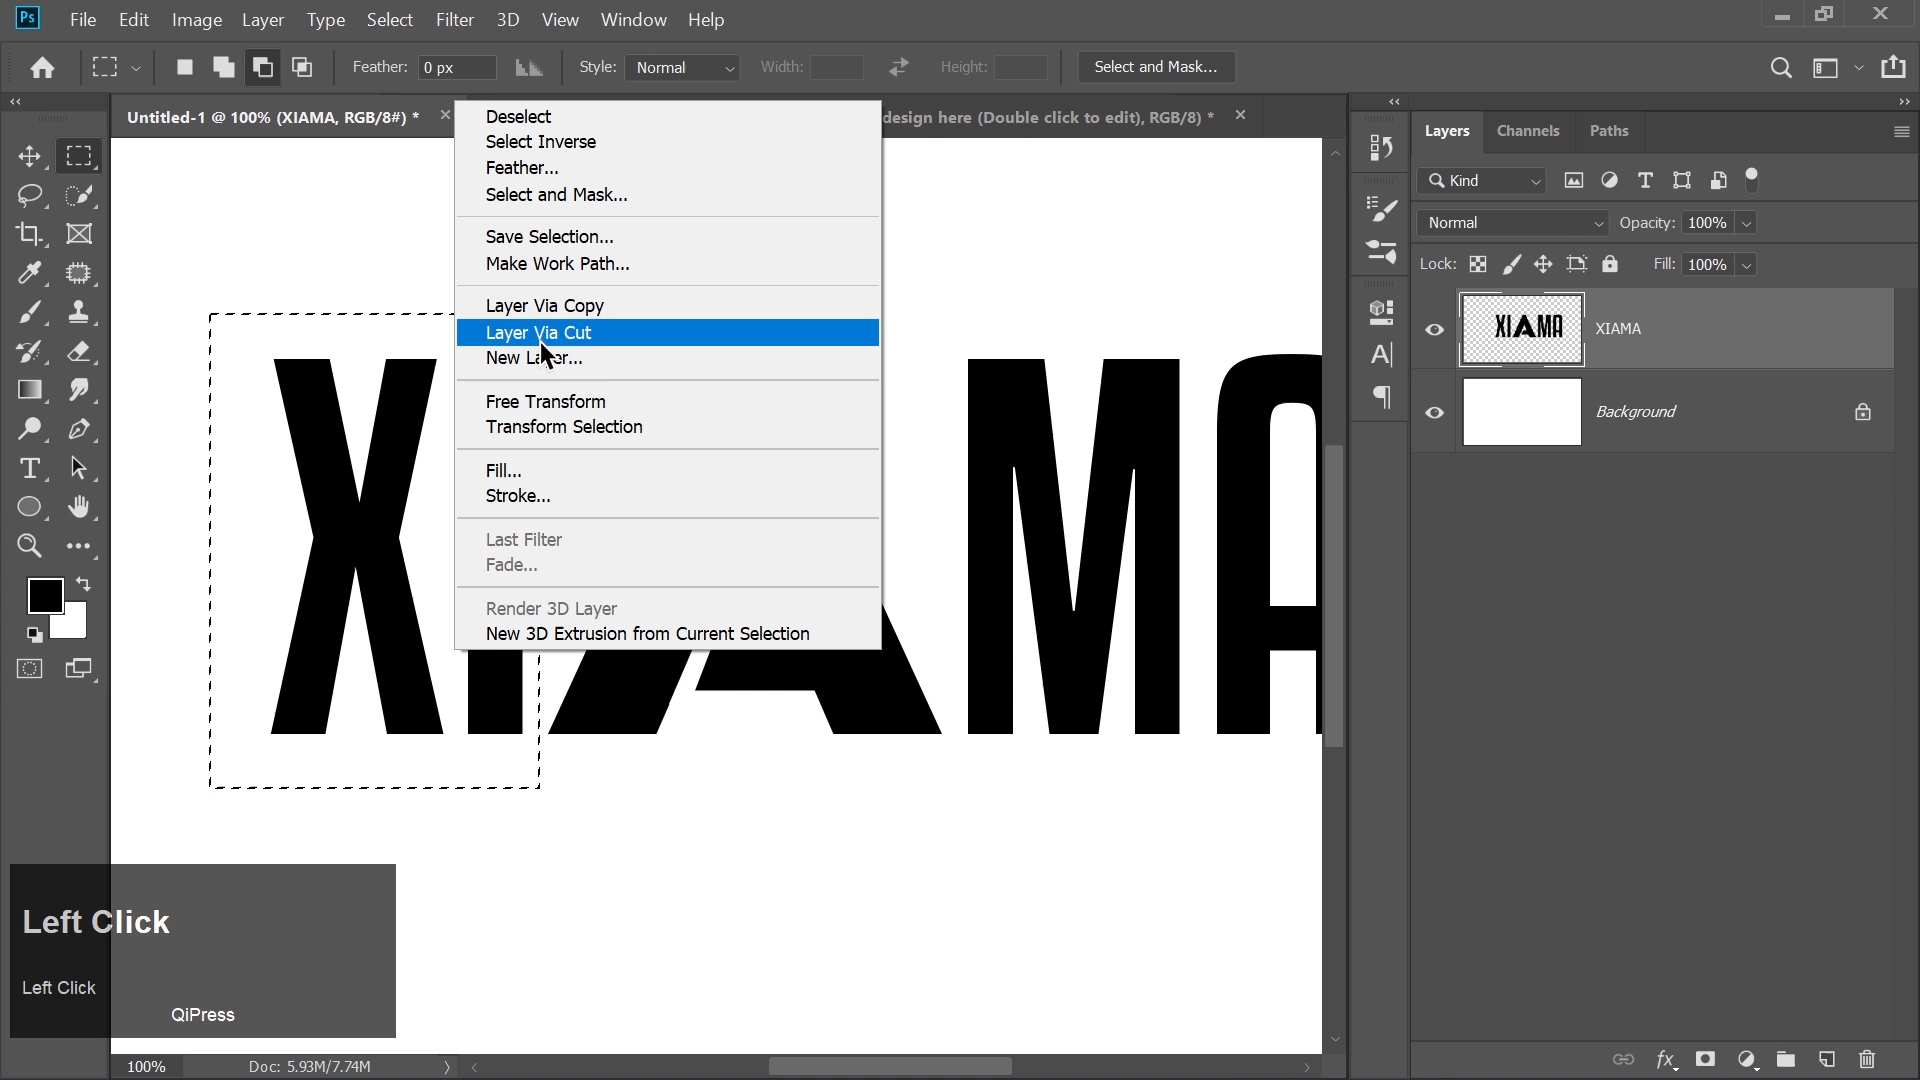 Ps File Edit Image Layer Type Select Filter 3D View Window Help
Feather: 0 px Style: Normal Width: Height: Select and Mask...
Untitled-1 @ 100% (XIAMA, RGB/8#) * design here (Double click to edit), RGB/8) *
Deselect
Select Inverse
Feather...
Select and Mask...
Save Selection...
Make Work Path...
Layer Via Copy
Layer Via Cut
New Layer...
Free Transform
Transform Selection
Fill...
Stroke...
Last Filter
Fade...
Render 3D Layer
New 3D Extrusion from Current Selection
XIAMA
Layers Channels Paths
Kind
Normal Opacity: 100%
Lock: Fill: 100%
XIAMA XIAMA
Background
Left Click
Left Click
QiPress
100% Doc: 5.93M/7.74M